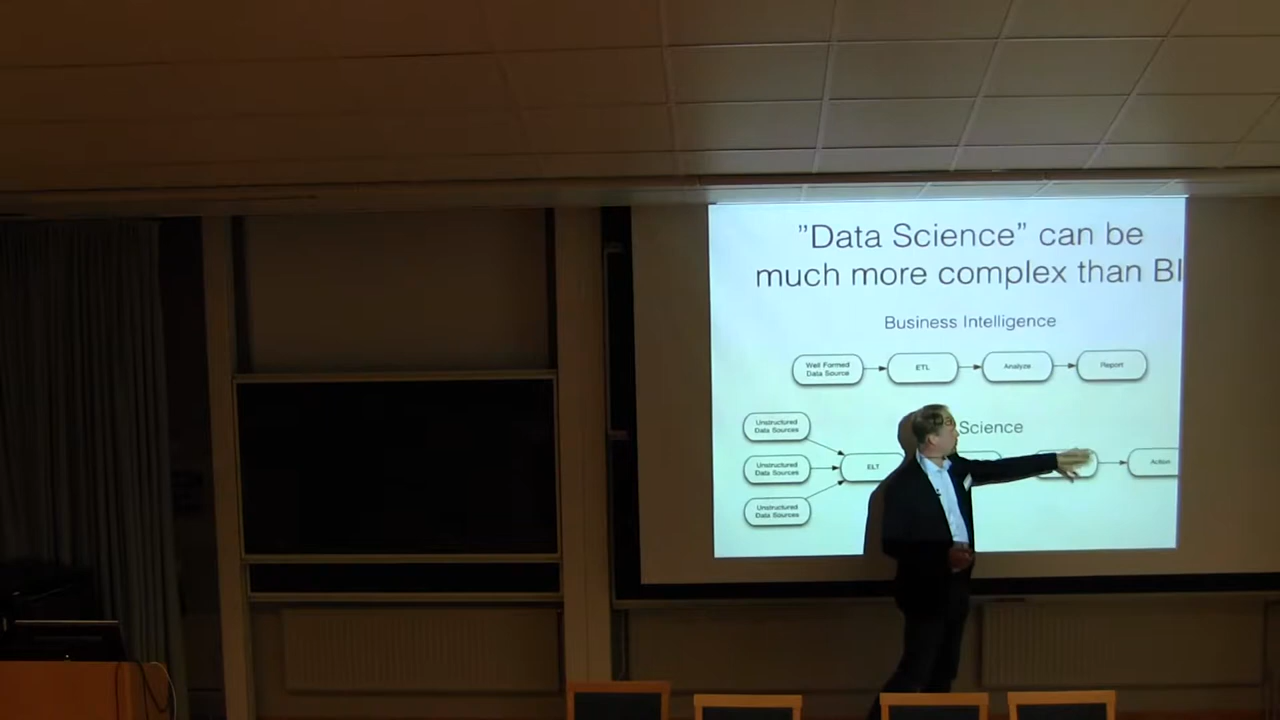 ”Data Science” can be
much more complex than BI
Business Intelligence
Well Formed
Data Source
ETL
Analyze
Report
Science
Unstructured
Data Sources
Unstructured
Data Sources
Unstructured
Data Sources
ELT
Action